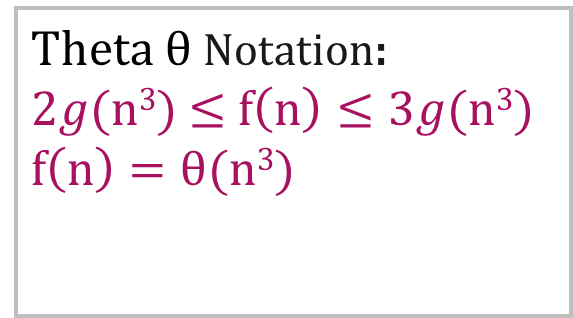 Theta θ Notation:
2g(n³) ≤ f(n) ≤ 3g(n³)
f(n) = θ(n³)